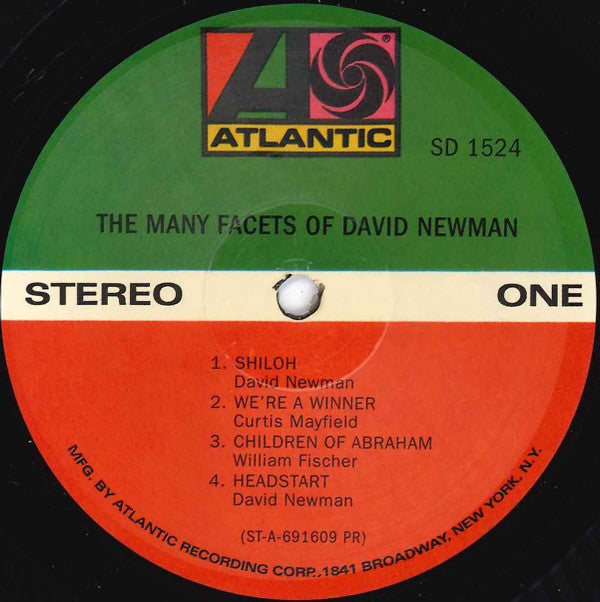 A
®
ATLANTIC
SD 1524
THE MANY FACETS OF DAVID NEWMAN
STEREO
ONE
1. SHILOH
David Newman
2. WE'RE A WINNER
Curtis Mayfield
3. CHILDREN OF ABRAHAM
William Fischer
4. HEADSTART
David Newman
(ST-A-691609 PR)
MFG. BY ATLANTIC RECORDING CORP., 1841 BROADWAY, NEW YORK, N.Y.